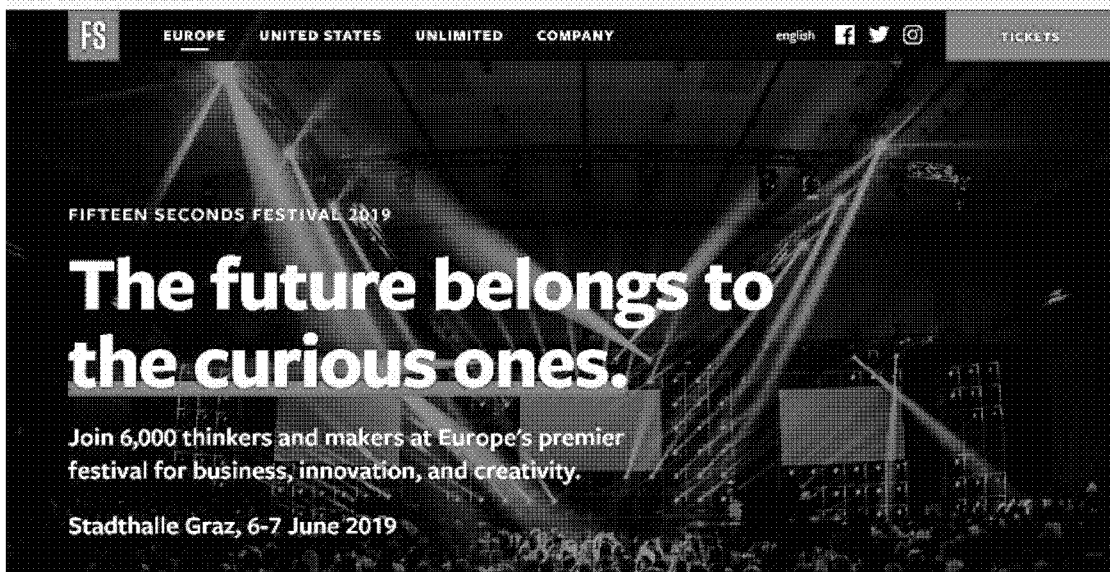 FS
EUROPE UNITED STATES UNLIMITED COMPANY english TICKETS
FIFTEEN SECONDS FESTIVAL 2019
The future belongs to
the curious ones.
Join 6,000 thinkers and makers at Europe's premier
festival for business, innovation, and creativity.
Stadthalle Graz, 6-7 June 2019